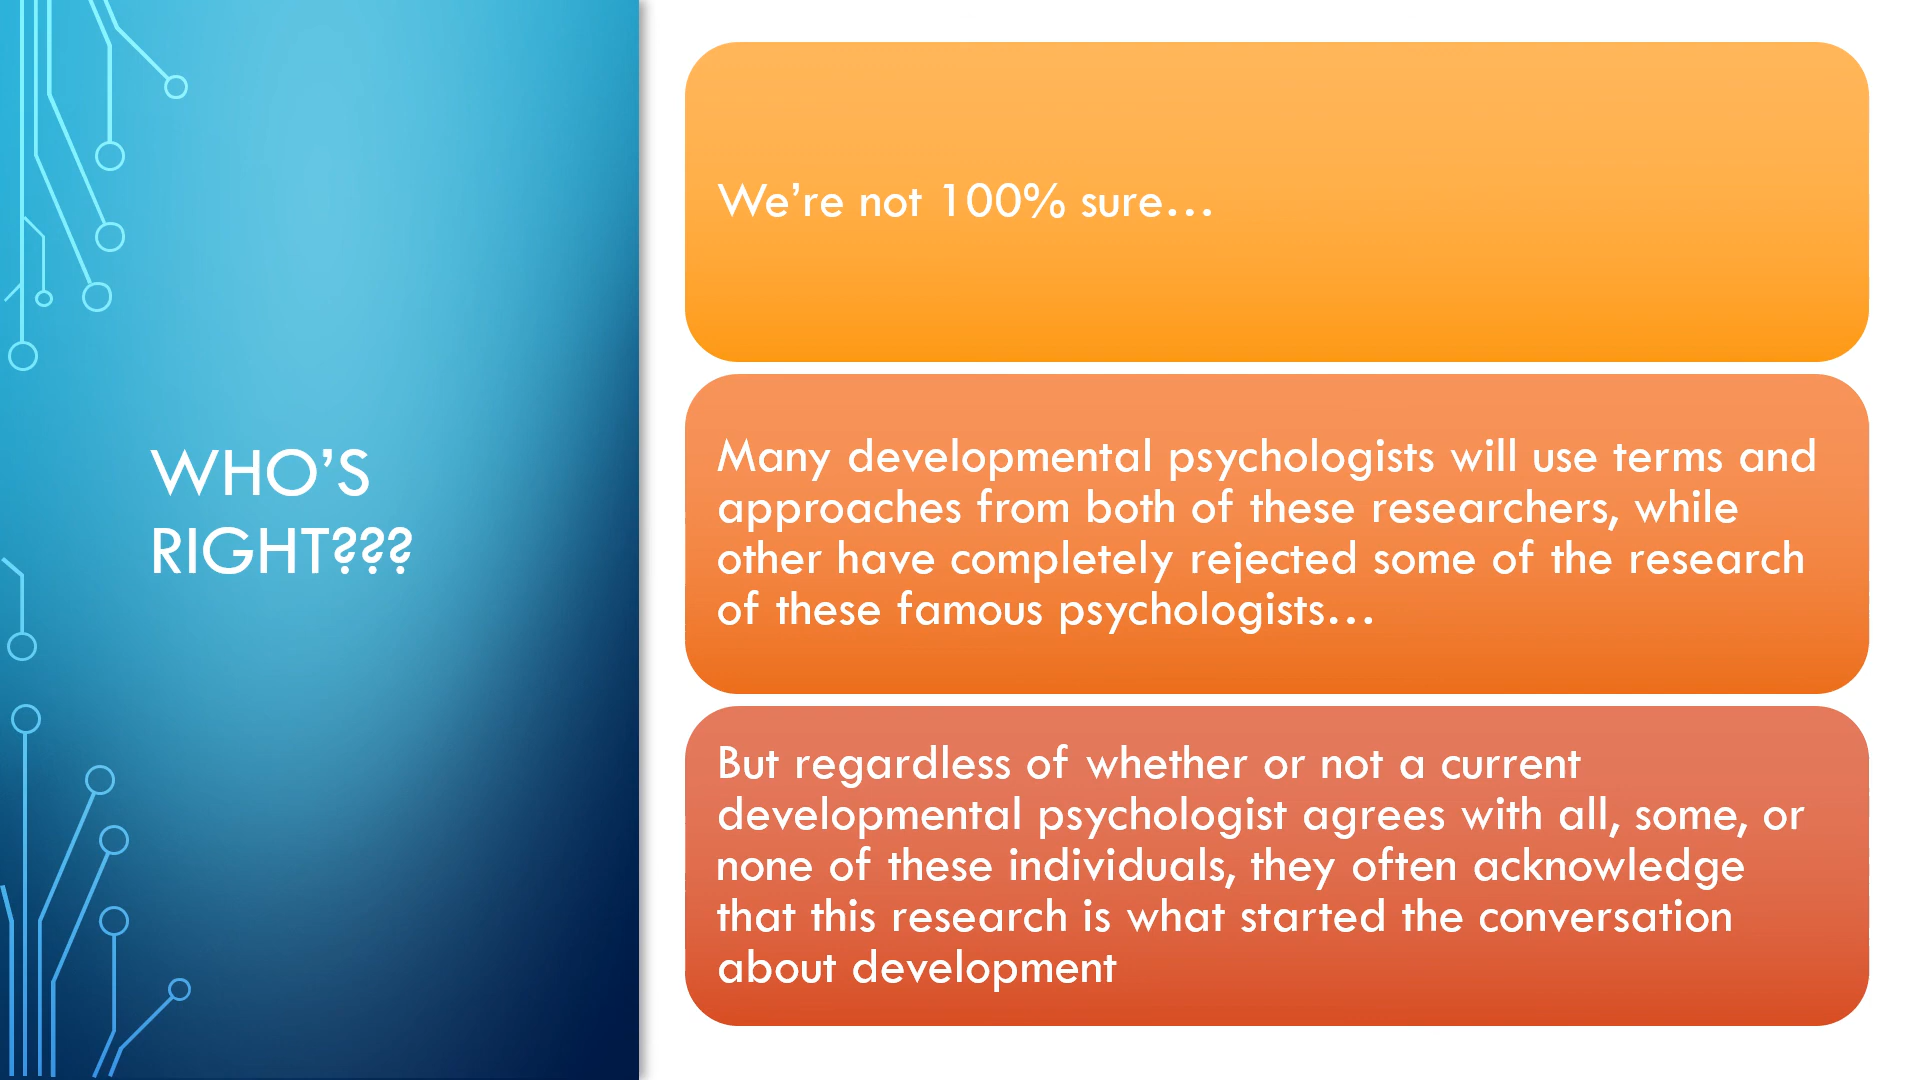 WHO’S
RIGHT???
We’re not 100% sure…
Many developmental psychologists will use terms and
approaches from both of these researchers, while
other have completely rejected some of the research
of these famous psychologists…
But regardless of whether or not a current
developmental psychologist agrees with all, some, or
none of these individuals, they often acknowledge
that this research is what started the conversation
about development